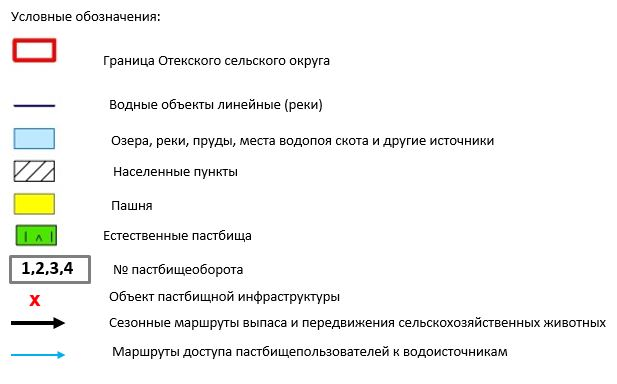 Условные обозначения:
Граница Отекского сельского округа
Водные объекты линейные (реки)
Озера, реки, пруды, места водопоя скота и другие источники
Населенные пункты
Пашня
Естественные пастбища
1,2,3,4 № пастбищеоборота
X Объект пастбищной инфраструктуры
Сезонные маршруты выпаса и передвижения сельскохозяйственных животных
Маршруты доступа пастбищепользователей к водоисточникам